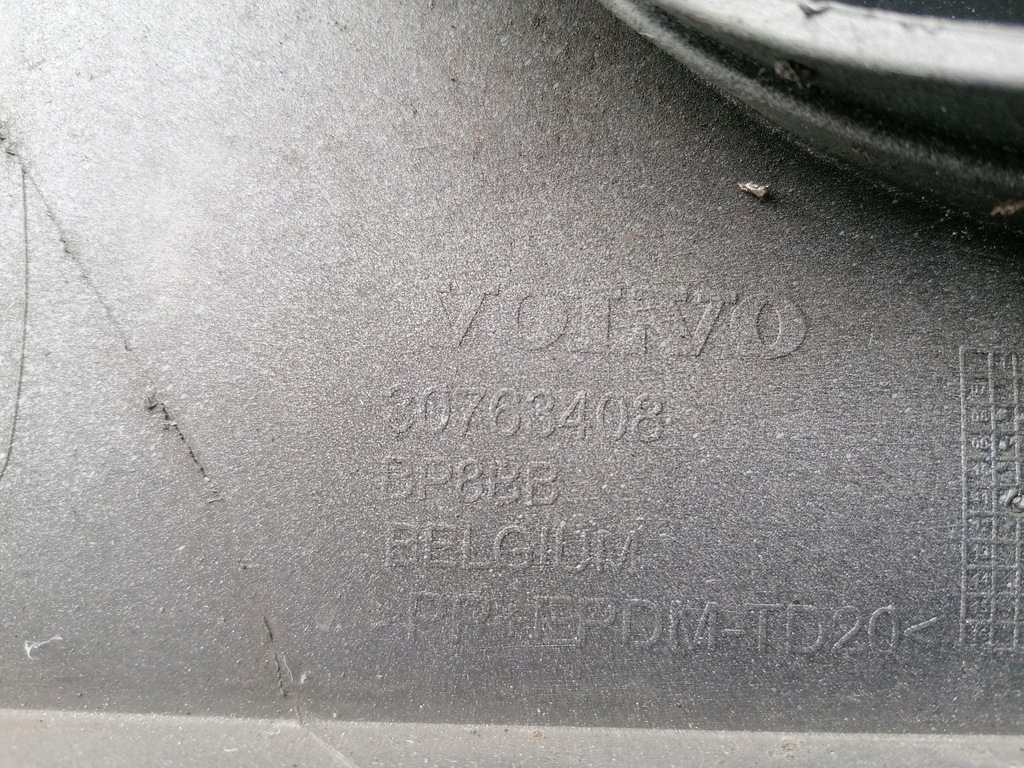 VOLVO
30763408
BP8BB
BELGIUM
>PP+EPDM-TD20<